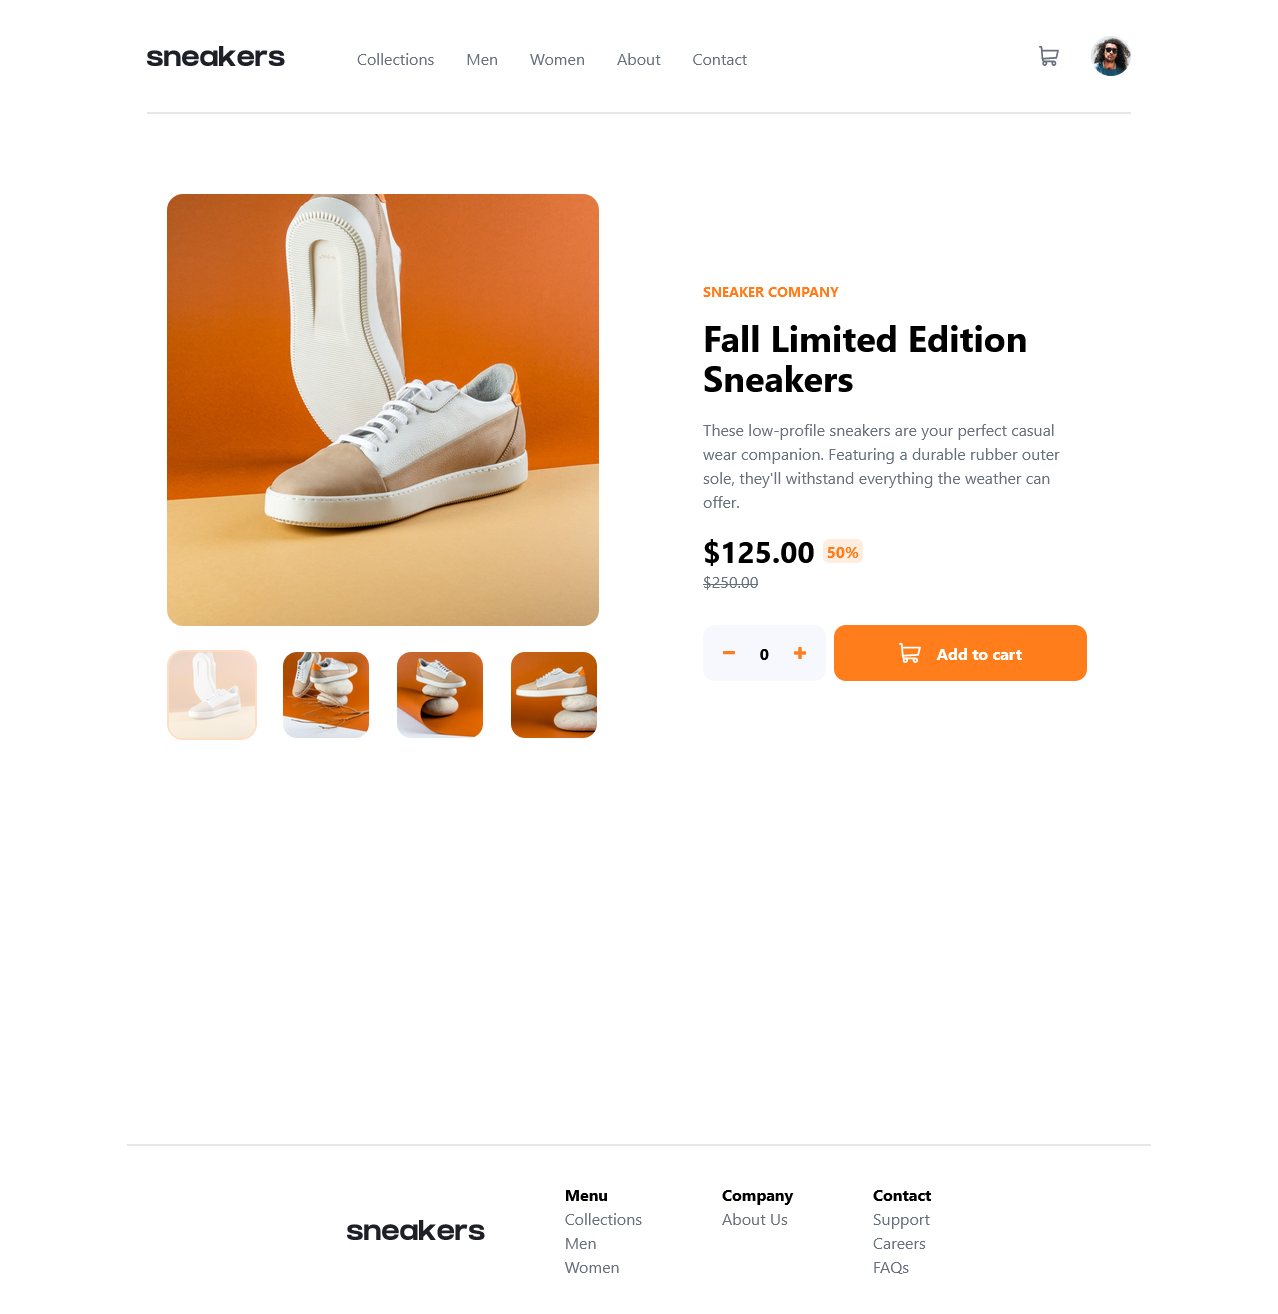 sneakers
Collections
Men
Women
About
Contact
SNEAKER COMPANY
Fall Limited Edition
Sneakers
These low-profile sneakers are your perfect casual
wear companion. Featuring a durable rubber outer
sole, they'll withstand everything the weather can
offer.
$125.00 50%
$250.00
0
Add to cart
sneakers
Menu
Collections
Men
Women
Company
About Us
Contact
Support
Careers
FAQs